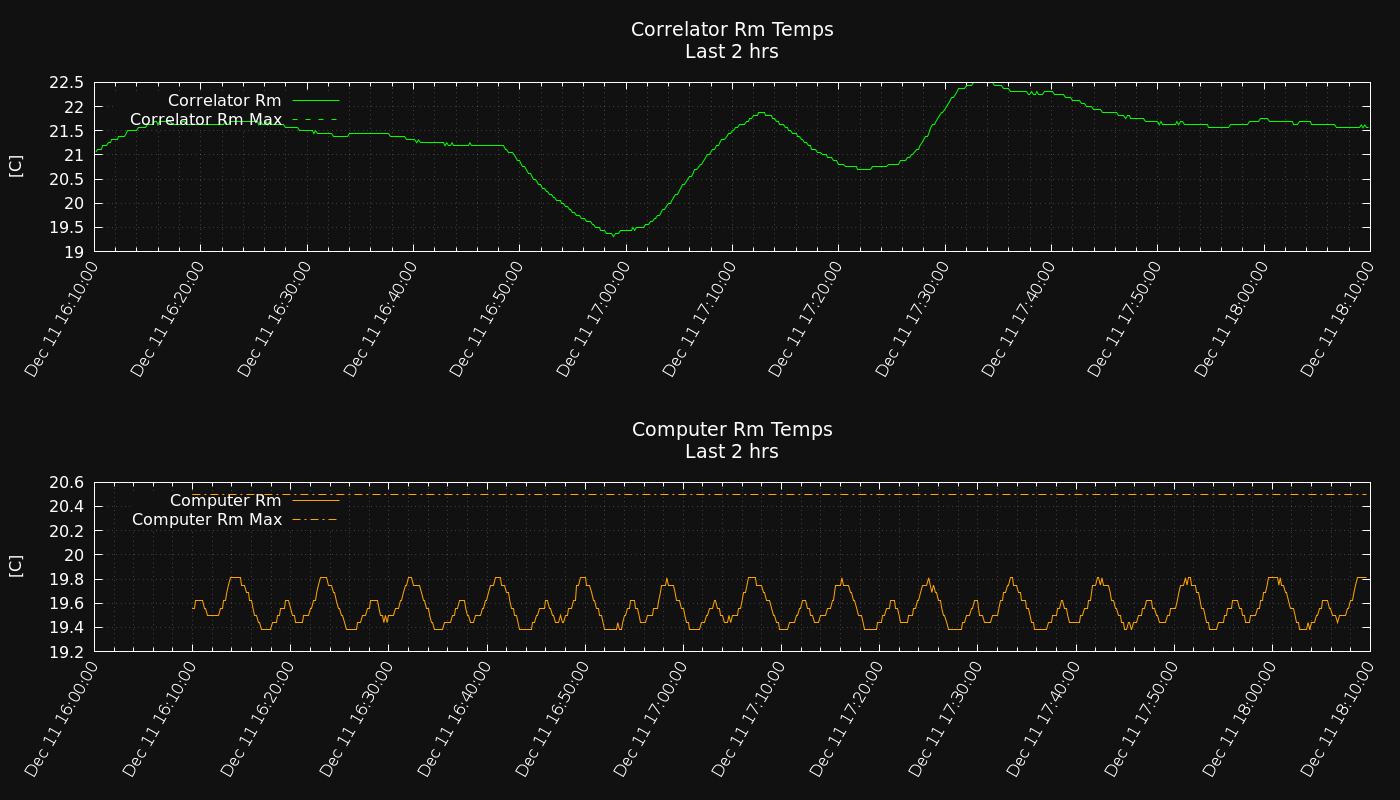 Correlator Rm Temps
Last 2 hrs
22.5
22
21.5
21
20.5
20
19.5
19
[C]
Correlator Rm
Correlator Rm Max
Dec 11 16:10:00
Dec 11 16:20:00
Dec 11 16:30:00
Dec 11 16:40:00
Dec 11 16:50:00
Dec 11 17:00:00
Dec 11 17:10:00
Dec 11 17:20:00
Dec 11 17:30:00
Dec 11 17:40:00
Dec 11 17:50:00
Dec 11 18:00:00
Dec 11 18:10:00
Computer Rm Temps
Last 2 hrs
20.6
20.4
20.2
20
19.8
19.6
19.4
19.2
[C]
Computer Rm
Computer Rm Max
Dec 11 16:00:00
Dec 11 16:10:00
Dec 11 16:20:00
Dec 11 16:30:00
Dec 11 16:40:00
Dec 11 16:50:00
Dec 11 17:00:00
Dec 11 17:10:00
Dec 11 17:20:00
Dec 11 17:30:00
Dec 11 17:40:00
Dec 11 17:50:00
Dec 11 18:00:00
Dec 11 18:10:00